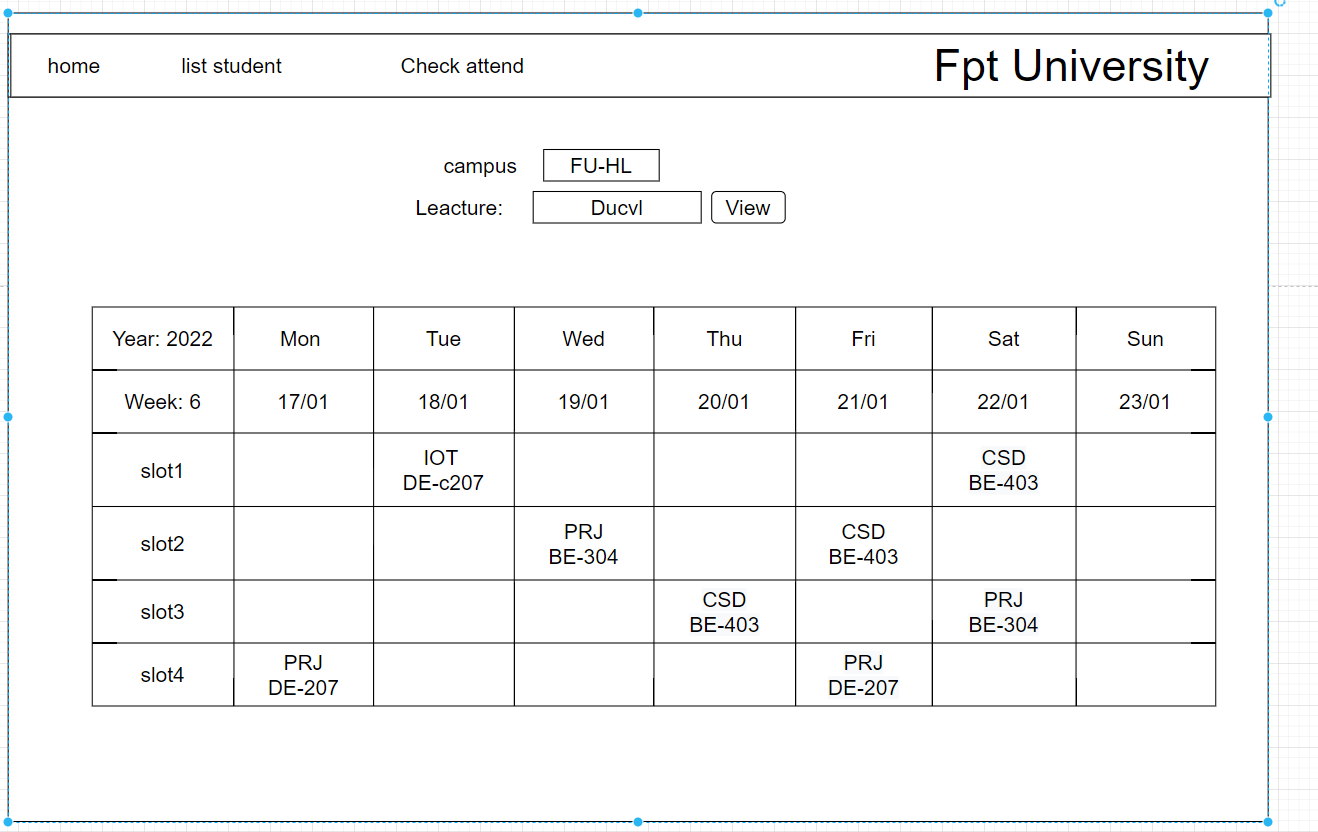 home list student Check attend Fpt University
campus FU-HL
Leacture: Ducvl View
Year: 2022 Mon Tue Wed Thu Fri Sat Sun
Week: 6 17/01 18/01 19/01 20/01 21/01 22/01 23/01
slot1
IOT
DE-c207
CSD
BE-403
slot2
PRJ
BE-304
CSD
BE-403
slot3
CSD
BE-403
PRJ
BE-304
slot4
PRJ
DE-207
PRJ
DE-207